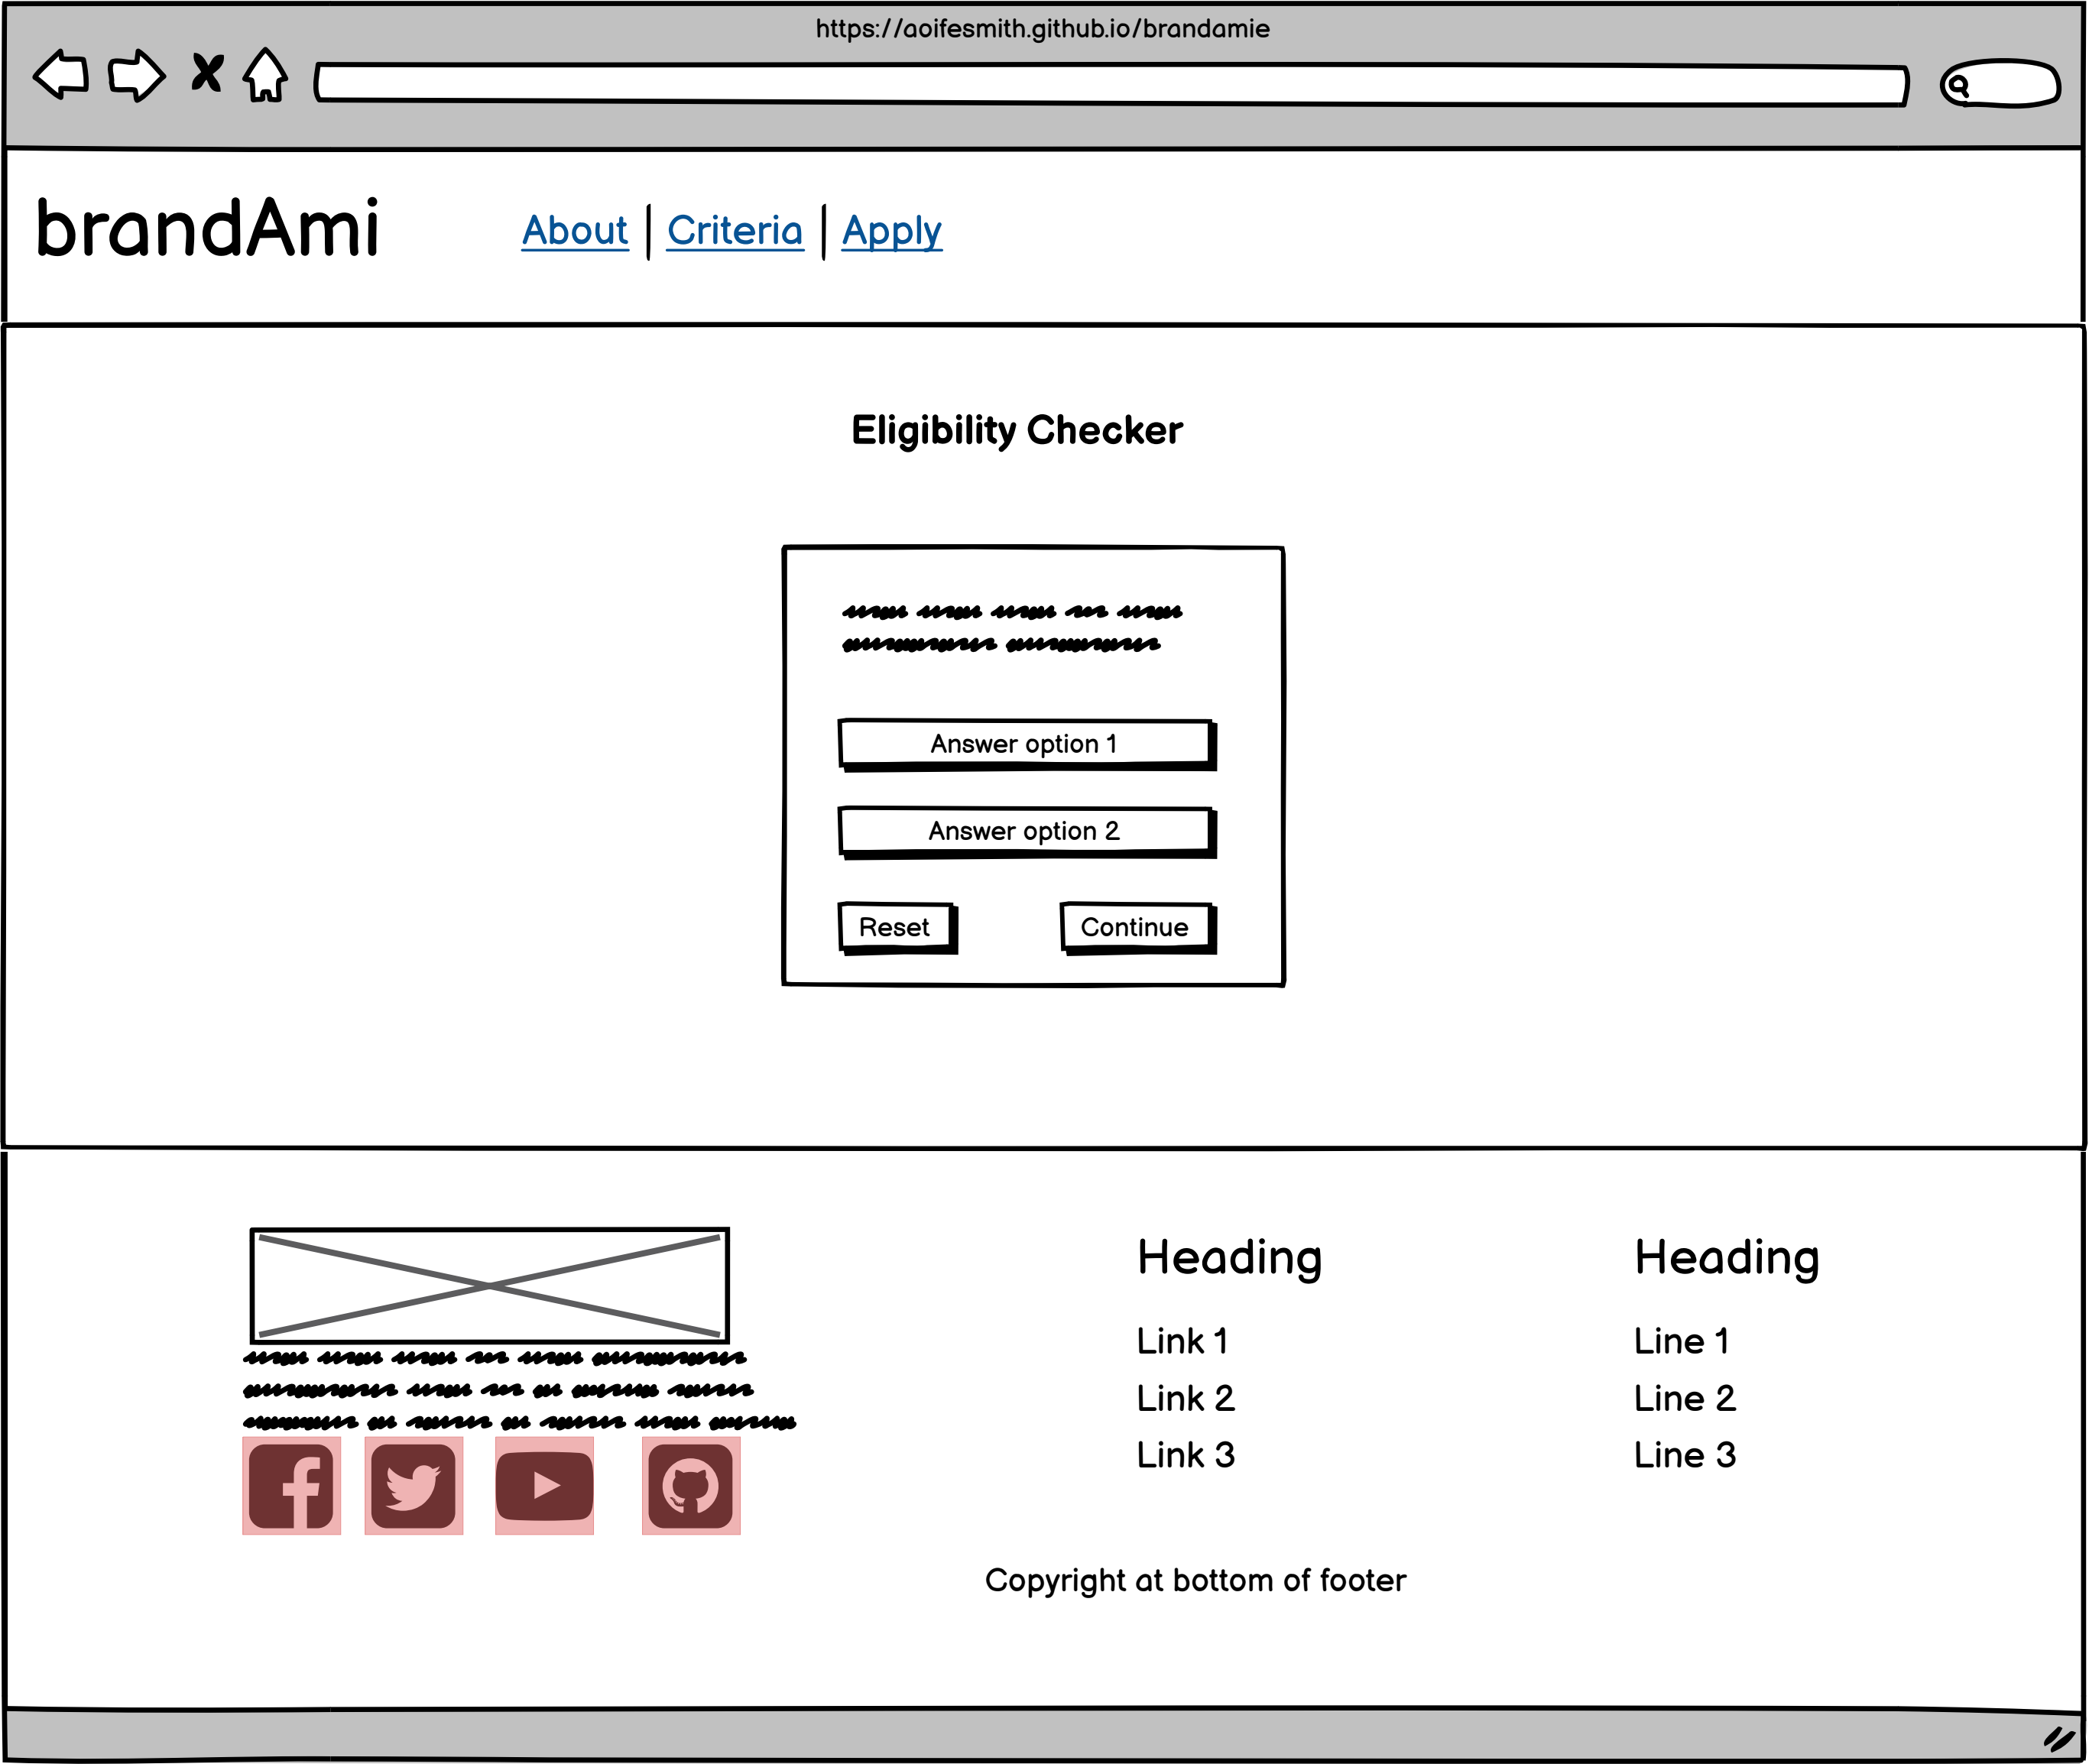 https://aoifesmith.github.io/brandamie
brandAmi
About | Criteria | Apply
Eligibility Checker
Answer option 1
Answer option 2
Reset
Continue
Heading
Link 1
Link 2
Link 3
Heading
Line 1
Line 2
Line 3
Copyright at bottom of footer